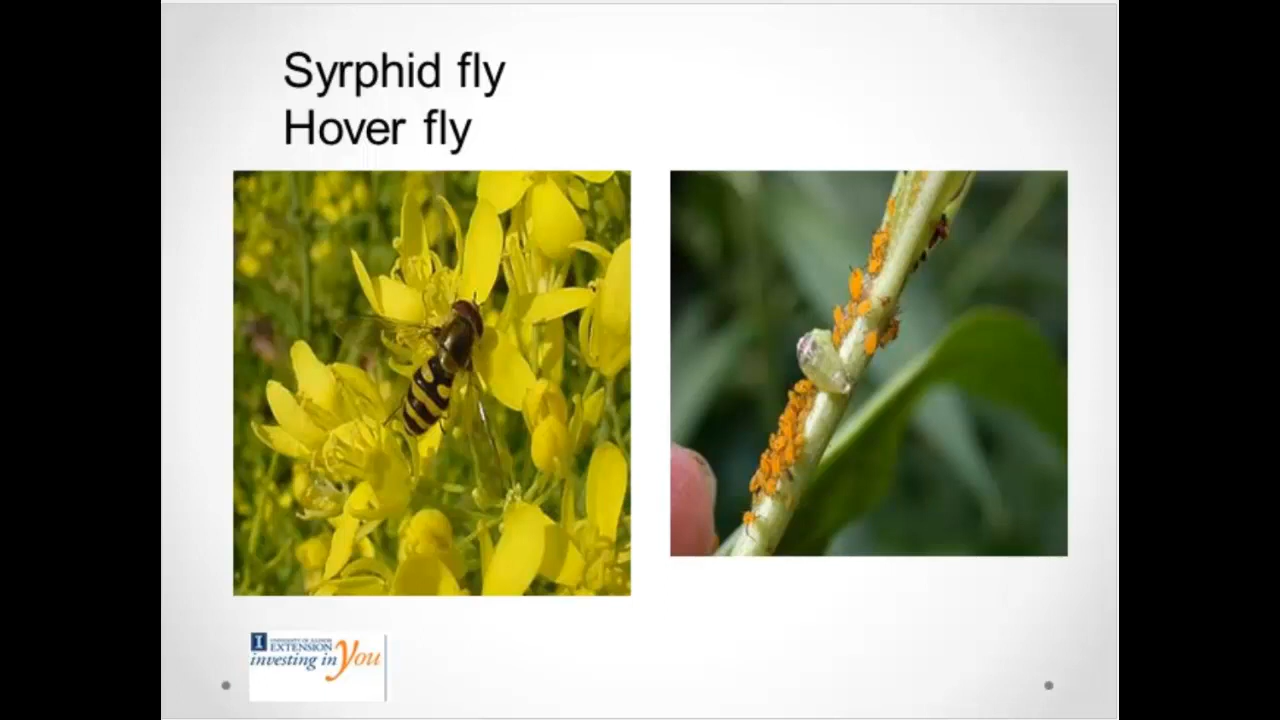 Syrphid fly
Hover fly
I
UNIVERSITY OF ILLINOIS
EXTENSION
investing in you